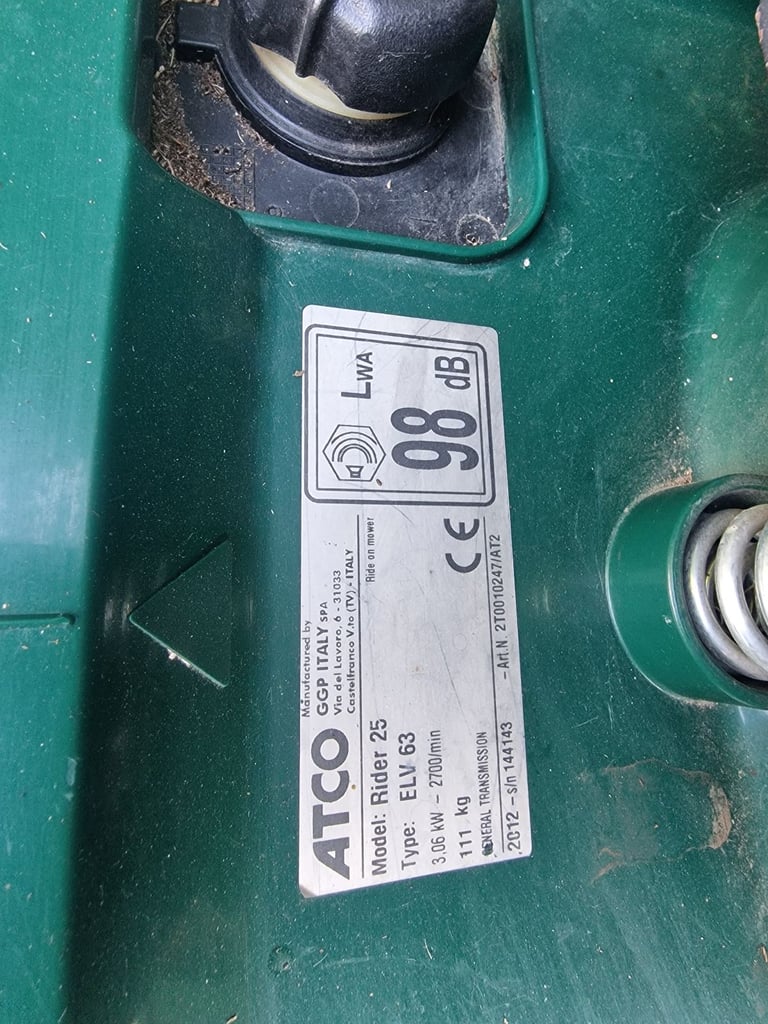 ATCO
Manufactured by
GGP ITALY SPA
Via del Lavoro, 6 - 31033
Castelfranco V.to (TV) - ITALY
Model: Rider 25
Ride on mower
Type: ELV 63
3,06 kW – 2700/min
111 kg
CE
GENERAL TRANSMISSION
2012 – s/n 144143 – Art.N. 2T0010247/AT2
LWA
98 dB